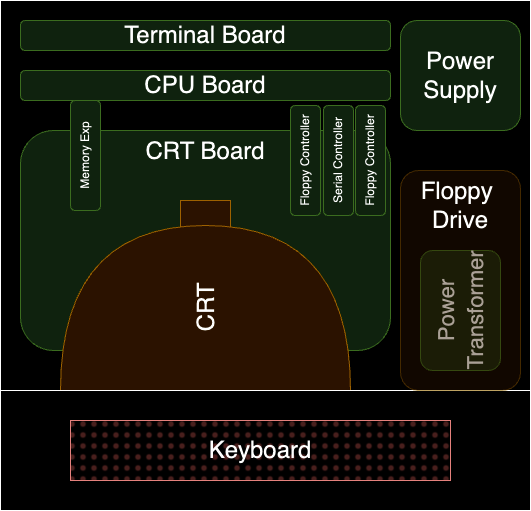 Terminal Board
CPU Board
Power
Supply
Memory Exp
Floppy Controller
Serial Controller
Floppy Controller
CRT Board
Floppy
Drive
Power
Transformer
CRT
Keyboard